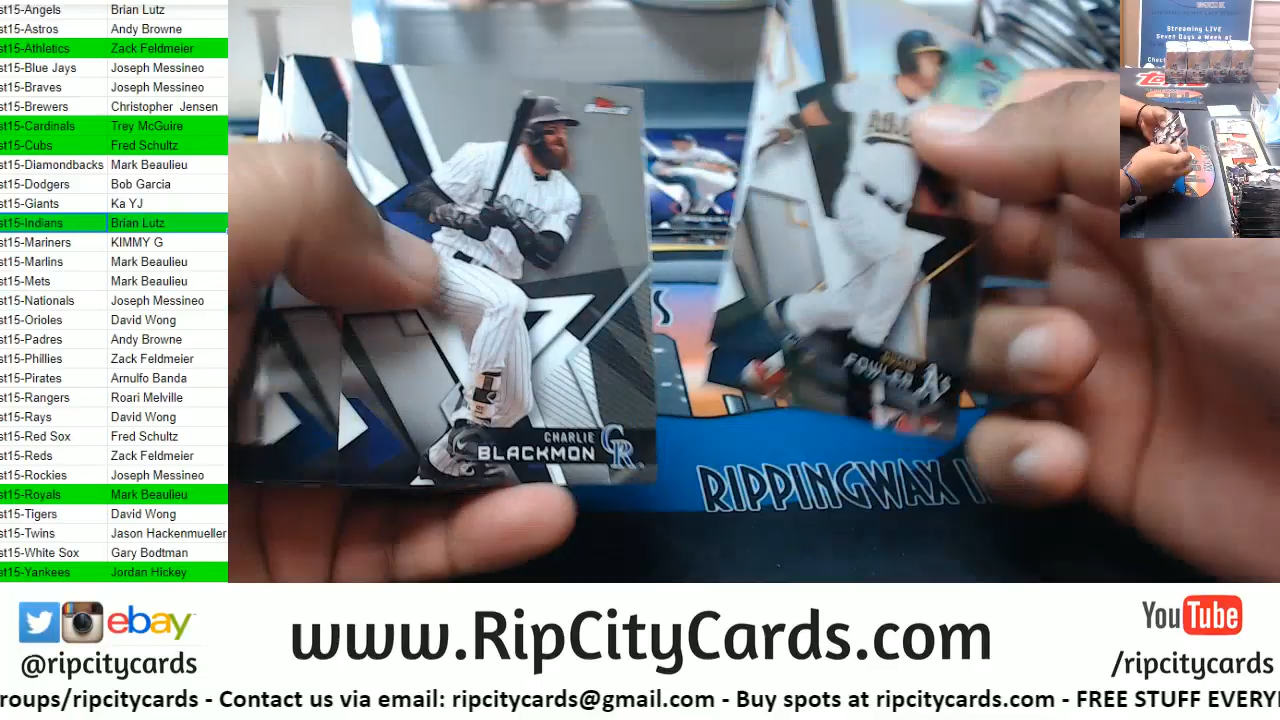 st15-Angels Brian Lutz
st15-Astros Andy Browne
st15-Athletics Zack Feldmeier
st15-Blue Jays Joseph Messineo
st15-Braves Joseph Messineo
st15-Brewers Christopher Jensen
st15-Cardinals Trey McGuire
st15-Cubs Fred Schultz
st15-Diamondbacks Mark Beaulieu
st15-Dodgers Bob Garcia
st15-Giants Ka YJ
st15-Indians Brian Lutz
st15-Mariners KIMMY G
st15-Marlins Mark Beaulieu
st15-Mets Mark Beaulieu
st15-Nationals Joseph Messineo
st15-Orioles David Wong
st15-Padres Andy Browne
st15-Phillies Zack Feldmeier
st15-Pirates Arnulfo Banda
st15-Rangers Roari Melville
st15-Rays David Wong
st15-Red Sox Fred Schultz
st15-Reds Zack Feldmeier
st15-Rockies Joseph Messineo
st15-Royals Mark Beaulieu
st15-Tigers David Wong
st15-Twins Jason Hackenmueller
st15-White Sox Gary Bodtman
st15-Yankees Jordan Hickey
CHARLIE
BLACKMON CR
FOWLER A's
RIPPINGWAX
Streaming LIVE
Seven Days a Week at
ebay
@ripcitycards
www.RipCityCards.com
YouTube
/ripcitycards
roups/ripcitycards - Contact us via email: ripcitycards@gmail.com - Buy spots at ripcitycards.com - FREE STUFF EVERY